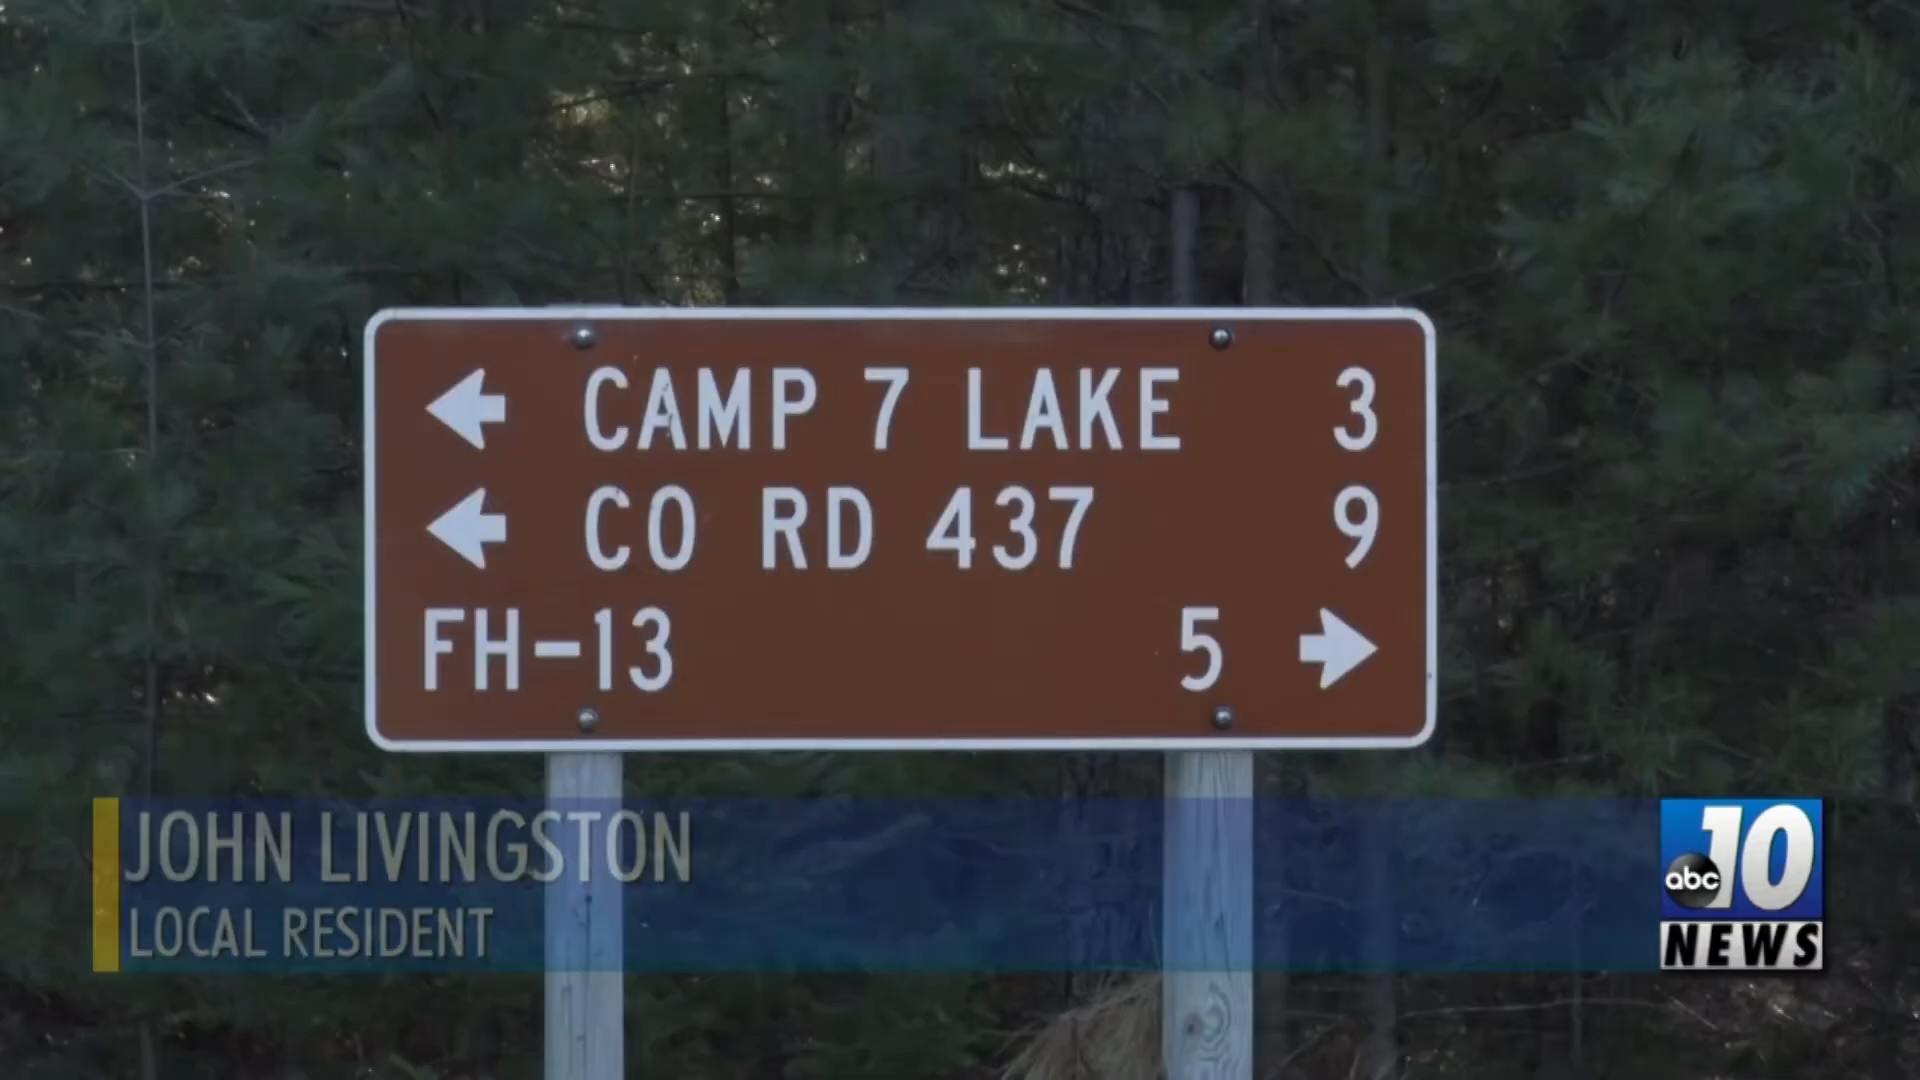 CAMP 7 LAKE 3
CO RD 437 9
FH-13 5
JOHN LIVINGSTON
LOCAL RESIDENT
abc 10
NEWS